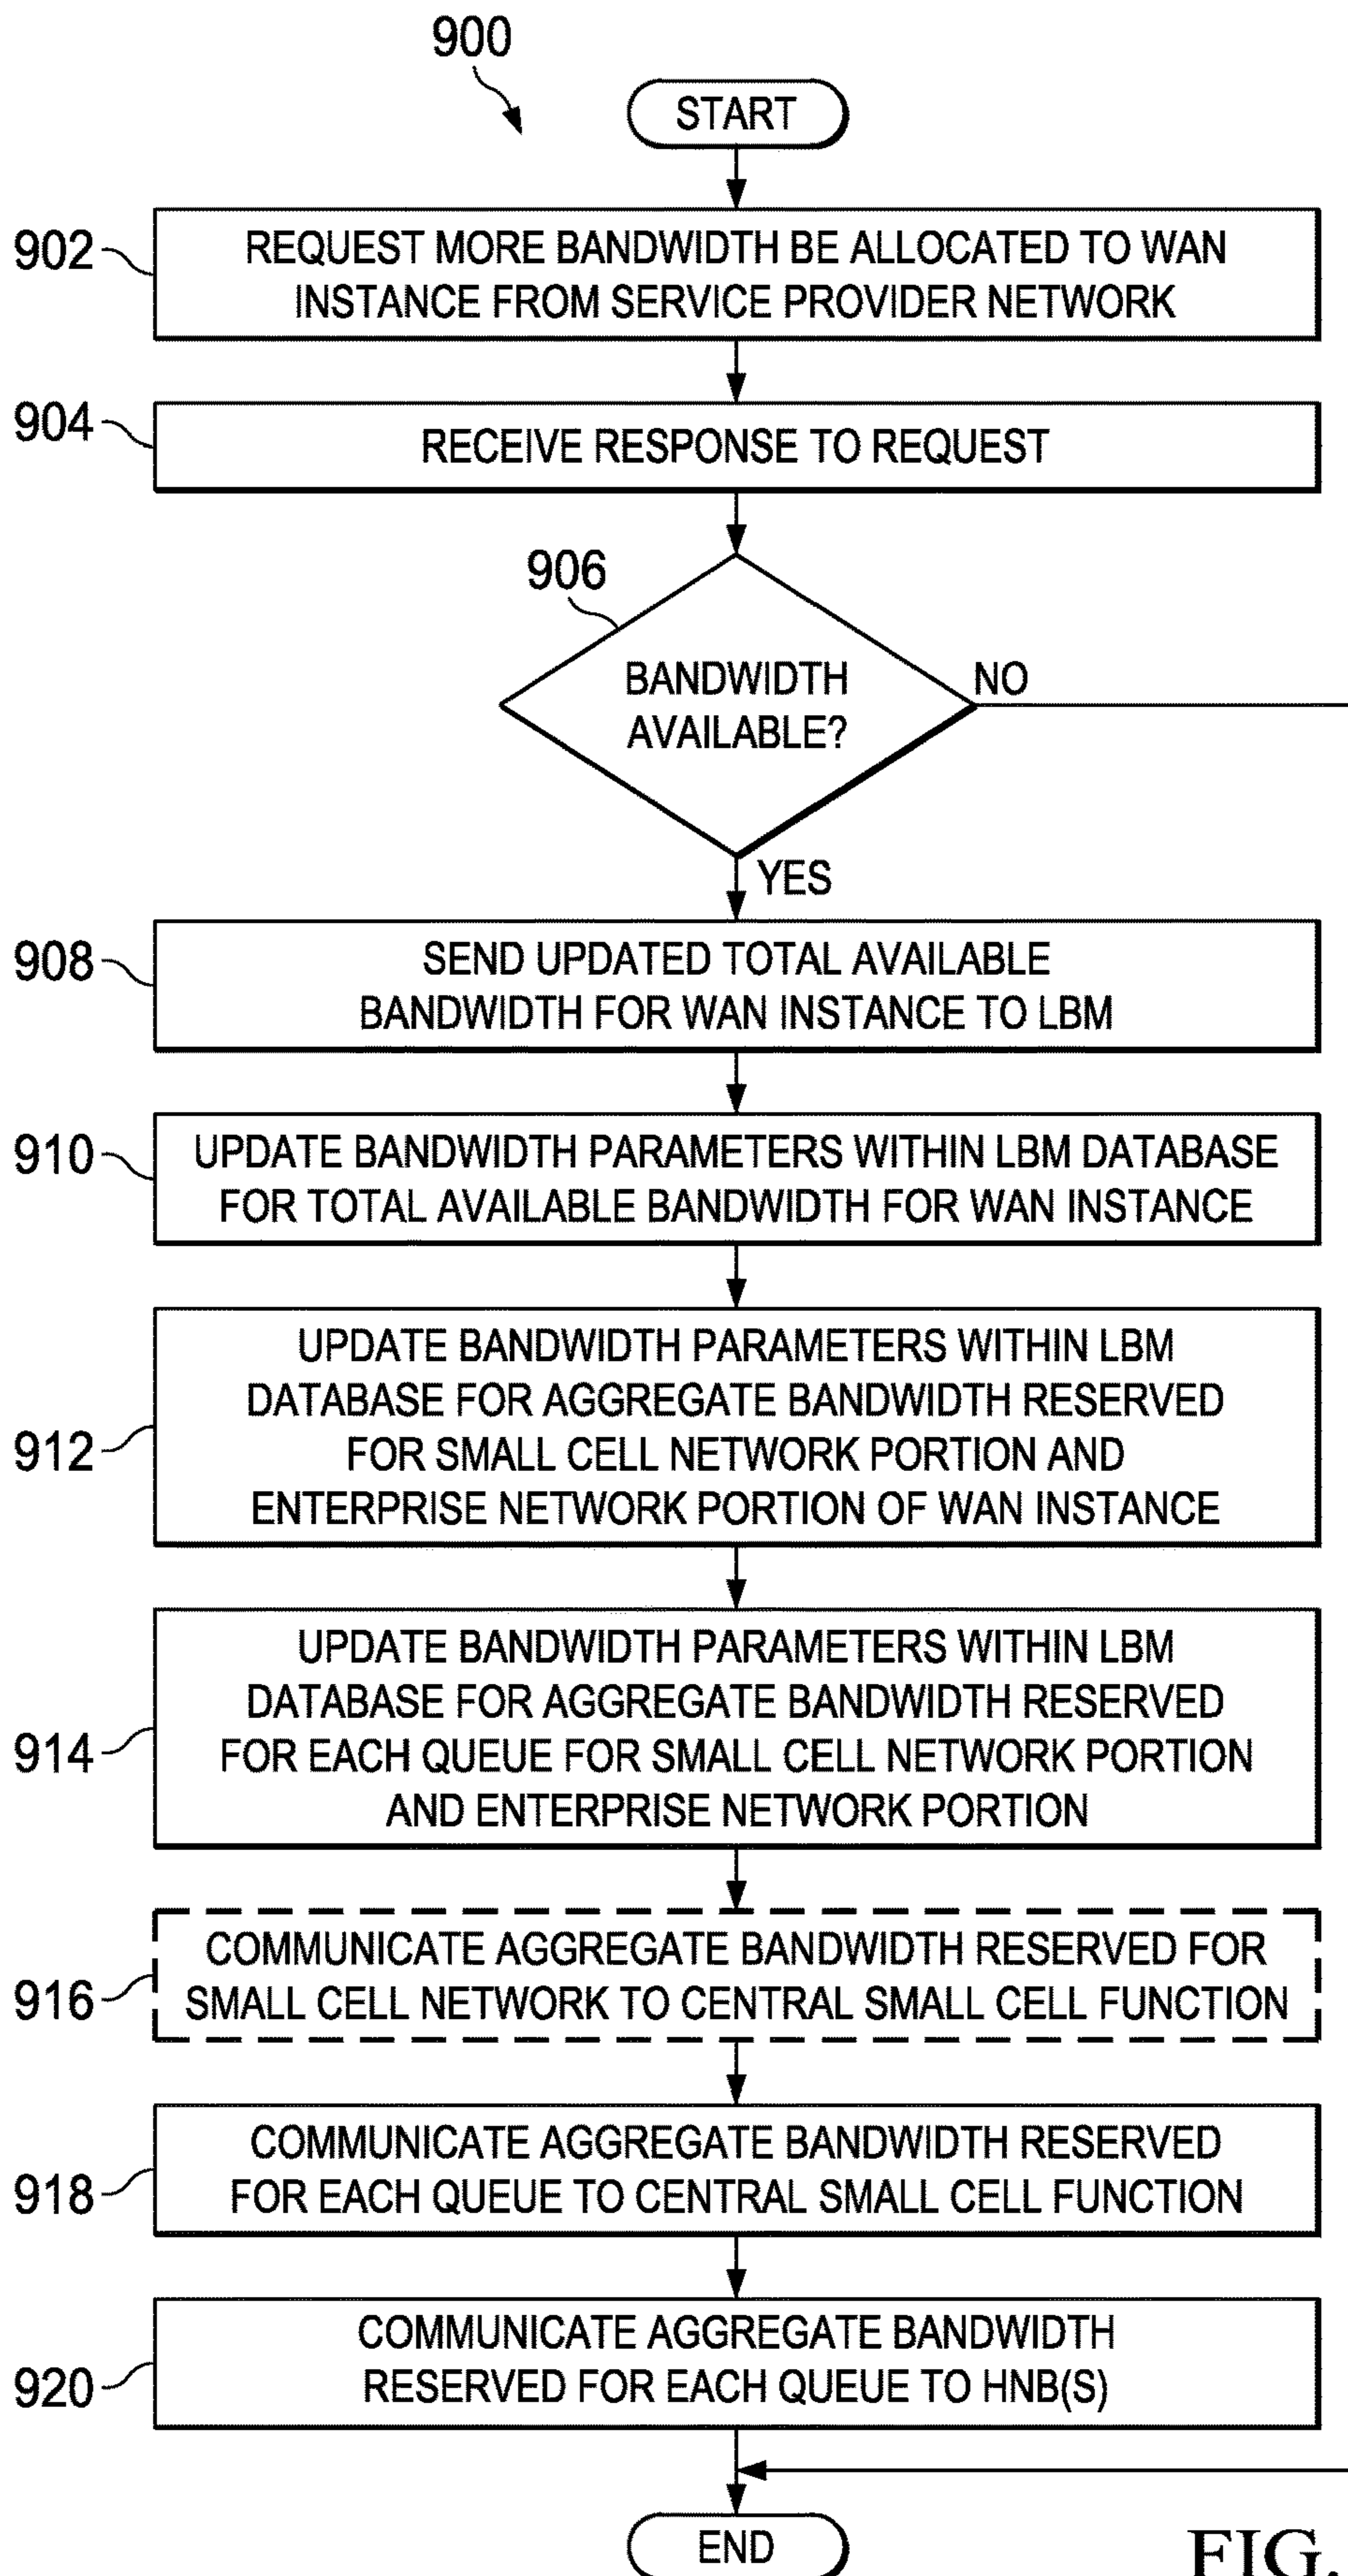 900
START
902
REQUEST MORE BANDWIDTH BE ALLOCATED TO WAN
INSTANCE FROM SERVICE PROVIDER NETWORK
904
RECEIVE RESPONSE TO REQUEST
906
BANDWIDTH
AVAILABLE?
NO
YES
908
SEND UPDATED TOTAL AVAILABLE
BANDWIDTH FOR WAN INSTANCE TO LBM
910
UPDATE BANDWIDTH PARAMETERS WITHIN LBM DATABASE
FOR TOTAL AVAILABLE BANDWIDTH FOR WAN INSTANCE
912
UPDATE BANDWIDTH PARAMETERS WITHIN LBM
DATABASE FOR AGGREGATE BANDWIDTH RESERVED
FOR SMALL CELL NETWORK PORTION AND
ENTERPRISE NETWORK PORTION OF WAN INSTANCE
914
UPDATE BANDWIDTH PARAMETERS WITHIN LBM
DATABASE FOR AGGREGATE BANDWIDTH RESERVED
FOR EACH QUEUE FOR SMALL CELL NETWORK PORTION
AND ENTERPRISE NETWORK PORTION
916
COMMUNICATE AGGREGATE BANDWIDTH RESERVED FOR
SMALL CELL NETWORK TO CENTRAL SMALL CELL FUNCTION
918
COMMUNICATE AGGREGATE BANDWIDTH RESERVED
FOR EACH QUEUE TO CENTRAL SMALL CELL FUNCTION
920
COMMUNICATE AGGREGATE BANDWIDTH
RESERVED FOR EACH QUEUE TO HNB(S)
END
FIG.